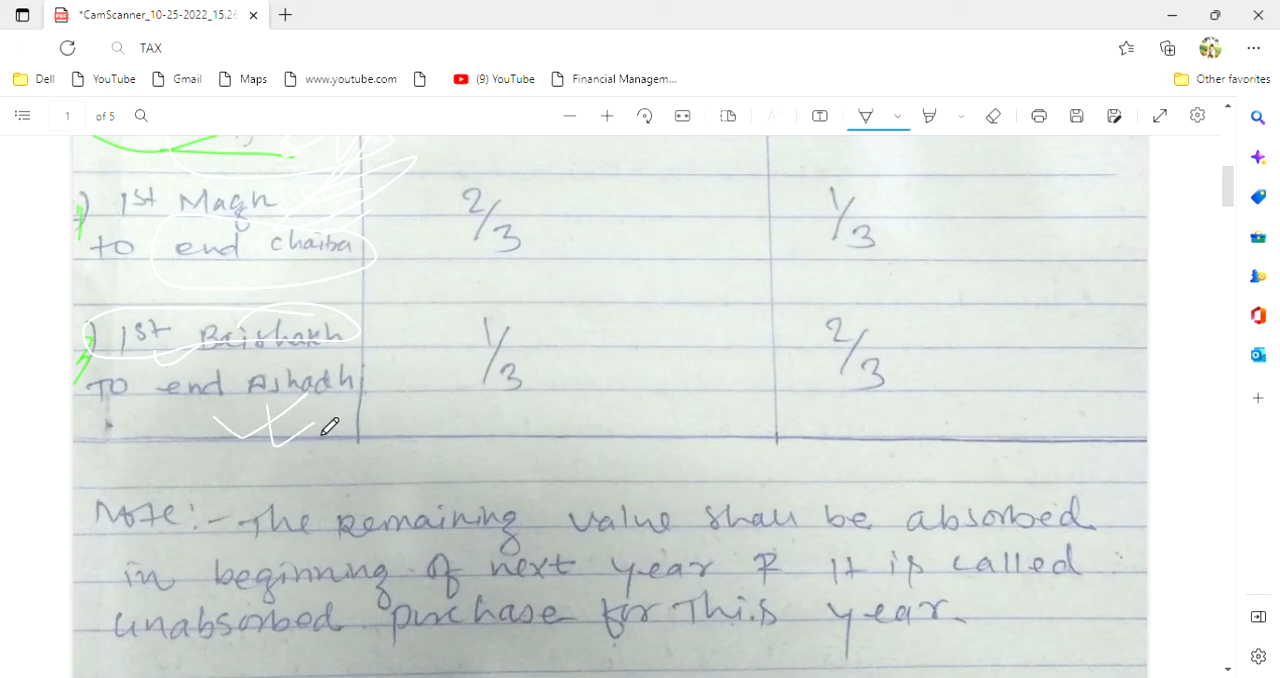 *CamScanner_10-25-2022_15.26
TAX
Dell YouTube Gmail Maps www.youtube.com (9) YouTube Financial Managem... Other favorites
1 of 5
1st Magh 2/3 1/3
to end Chaitra
) 1st Baishakh 1/3 2/3
TO end Ashadh
Note:- The remaining value shall be absorbed
in beginning of next year & It is called
unabsorbed purchase for This year.